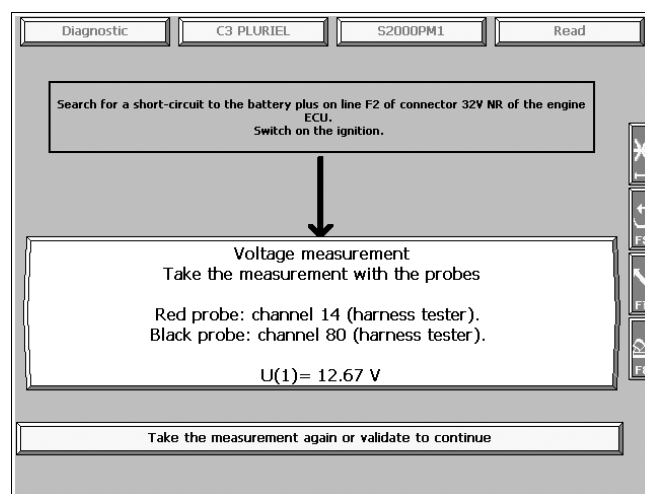 Diagnostic
C3 PLURIEL
S2000PM1
Read
Search for a short-circuit to the battery plus on line F2 of connector 32V NR of the engine
ECU.
Switch on the ignition.
Voltage measurement
Take the measurement with the probes
Red probe: channel 14 (harness tester).
Black probe: channel 80 (harness tester).
U(1)= 12.67 V
Take the measurement again or validate to continue